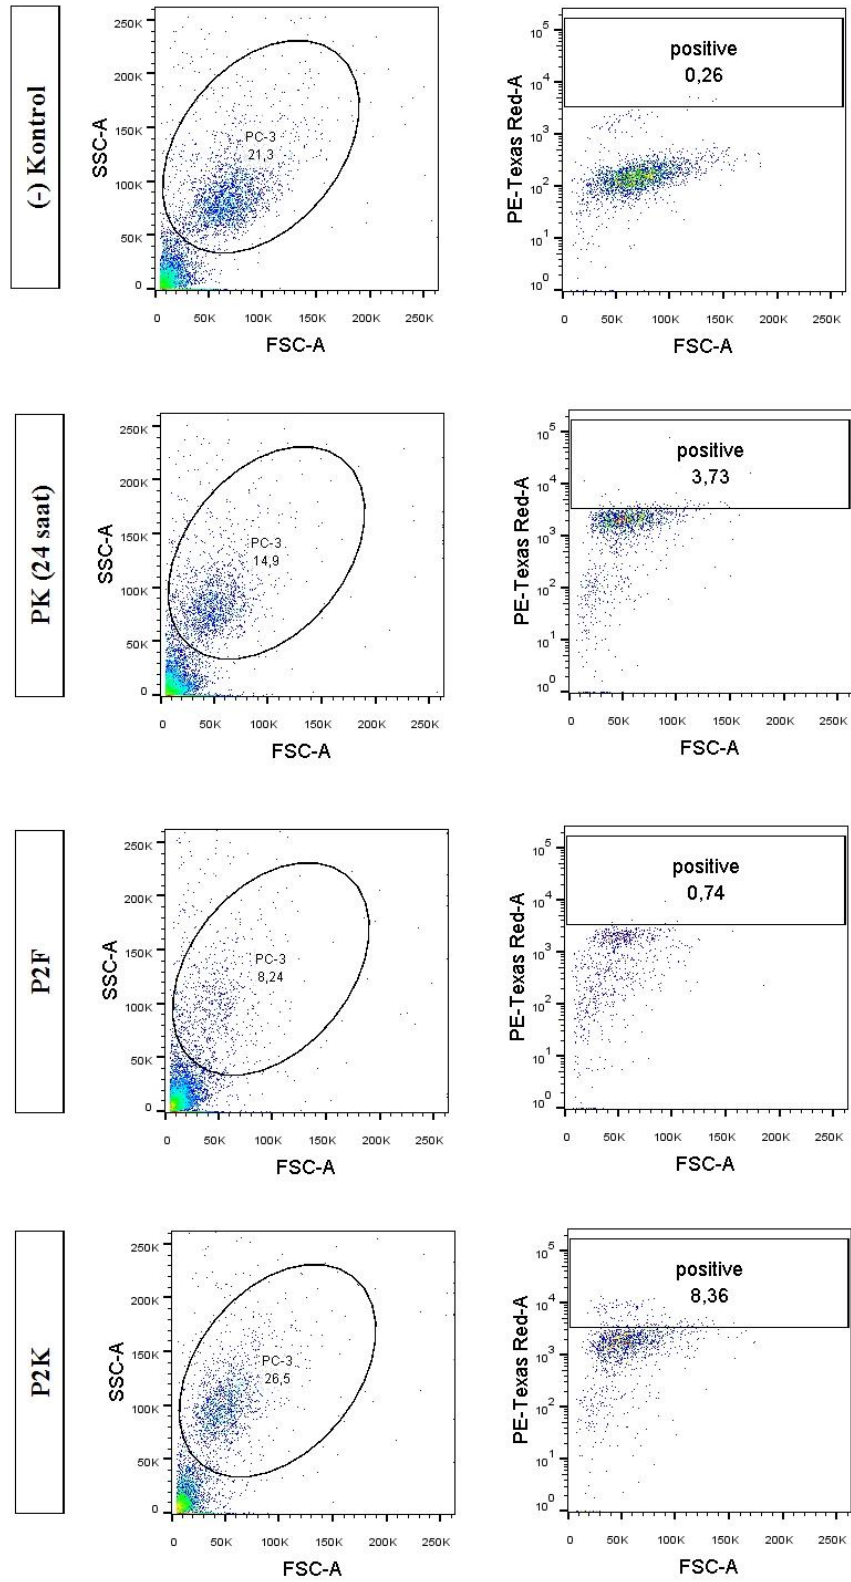 (-) Kontrol
SSC-A
250K
200K
150K
100K
50K
0
PC-3
21,3
0 50K 100K 150K 200K 250K
FSC-A
PE-Texas Red-A
10^5
10^4
10^3
10^2
10^1
10^0
positive
0,26
0 50K 100K 150K 200K 250K
FSC-A
PK (24 saat)
SSC-A
250K
200K
150K
100K
50K
0
PC-3
14,9
0 50K 100K 150K 200K 250K
FSC-A
PE-Texas Red-A
10^5
10^4
10^3
10^2
10^1
10^0
positive
3,73
0 50K 100K 150K 200K 250K
FSC-A
P2F
SSC-A
250K
200K
150K
100K
50K
0
PC-3
8,24
0 50K 100K 150K 200K 250K
FSC-A
PE-Texas Red-A
10^5
10^4
10^3
10^2
10^1
10^0
positive
0,74
0 50K 100K 150K 200K 250K
FSC-A
P2K
SSC-A
250K
200K
150K
100K
50K
0
PC-3
26,5
0 50K 100K 150K 200K 250K
FSC-A
PE-Texas Red-A
10^5
10^4
10^3
10^2
10^1
10^0
positive
8,36
0 50K 100K 150K 200K 250K
FSC-A